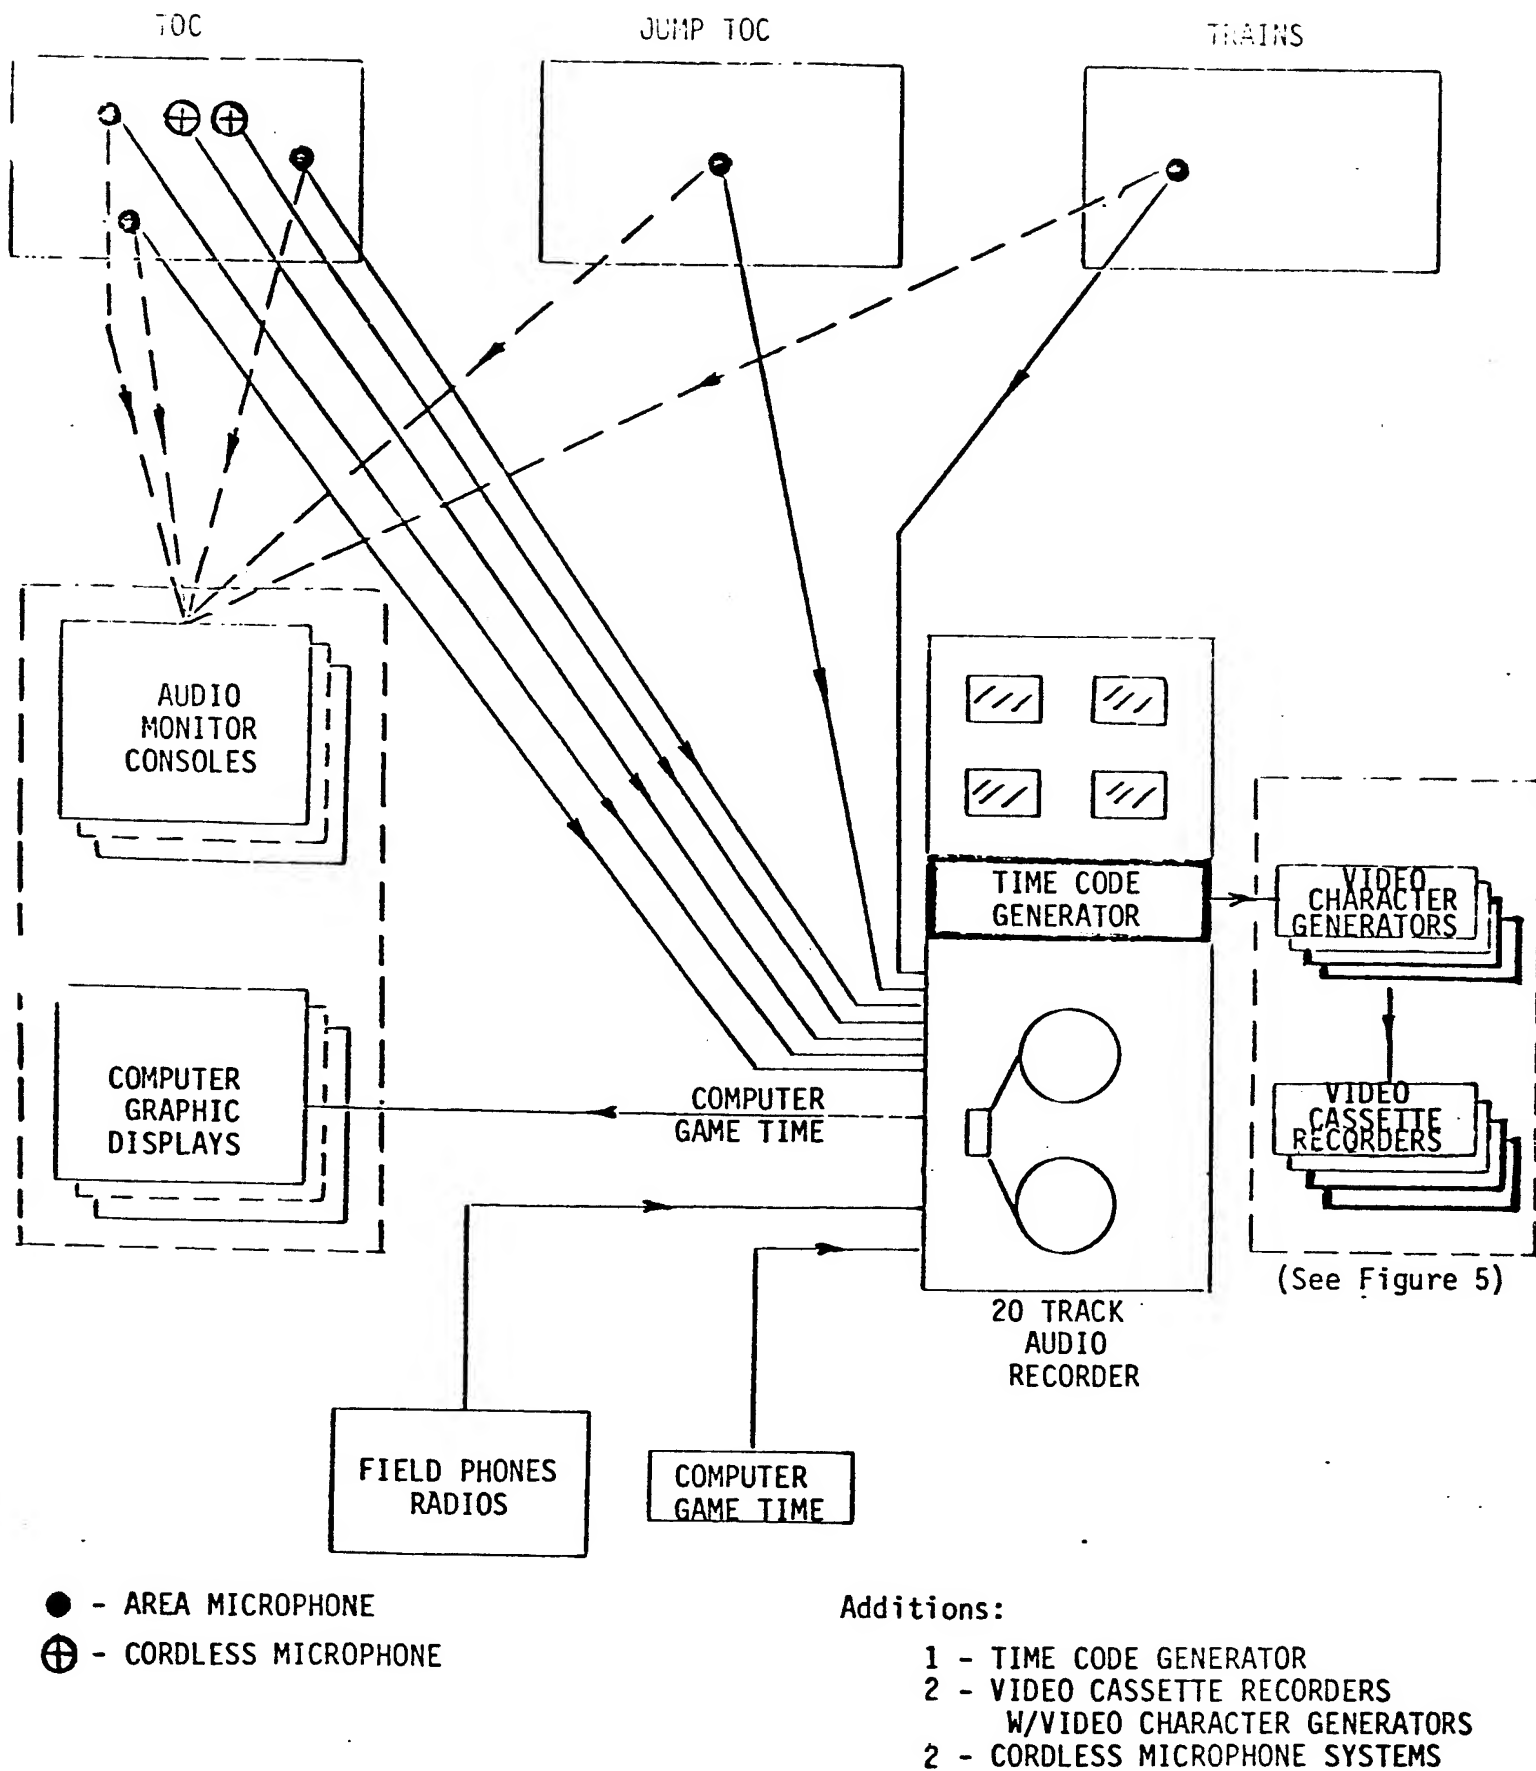 TOC
JUMP TOC
TRAINS
AUDIO
MONITOR
CONSOLES
TIME CODE
GENERATOR
VIDEO
CHARACTER
GENERATORS
COMPUTER
GRAPHIC
DISPLAYS
COMPUTER
GAME TIME
VIDEO
CASSETTE
RECORDERS
(See Figure 5)
20 TRACK
AUDIO
RECORDER
FIELD PHONES
RADIOS
COMPUTER
GAME TIME
- AREA MICROPHONE
- CORDLESS MICROPHONE
Additions:
1 - TIME CODE GENERATOR
2 - VIDEO CASSETTE RECORDERS
W/VIDEO CHARACTER GENERATORS
2 - CORDLESS MICROPHONE SYSTEMS